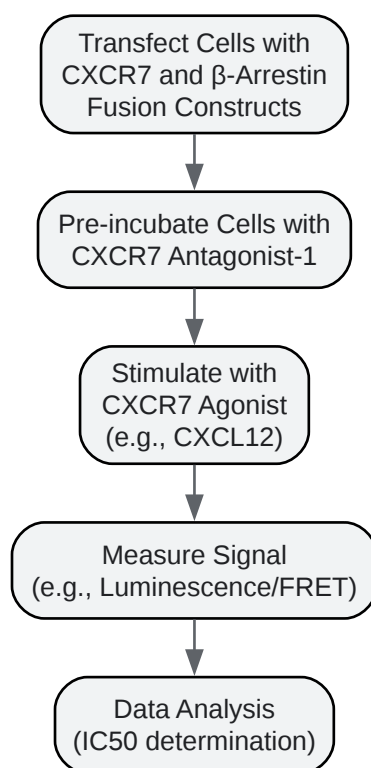 Transfect Cells with
CXCR7 and β-Arrestin
Fusion Constructs
Pre-incubate Cells with
CXCR7 Antagonist-1
Stimulate with
CXCR7 Agonist
(e.g., CXCL12)
Measure Signal
(e.g., Luminescence/FRET)
Data Analysis
(IC50 determination)